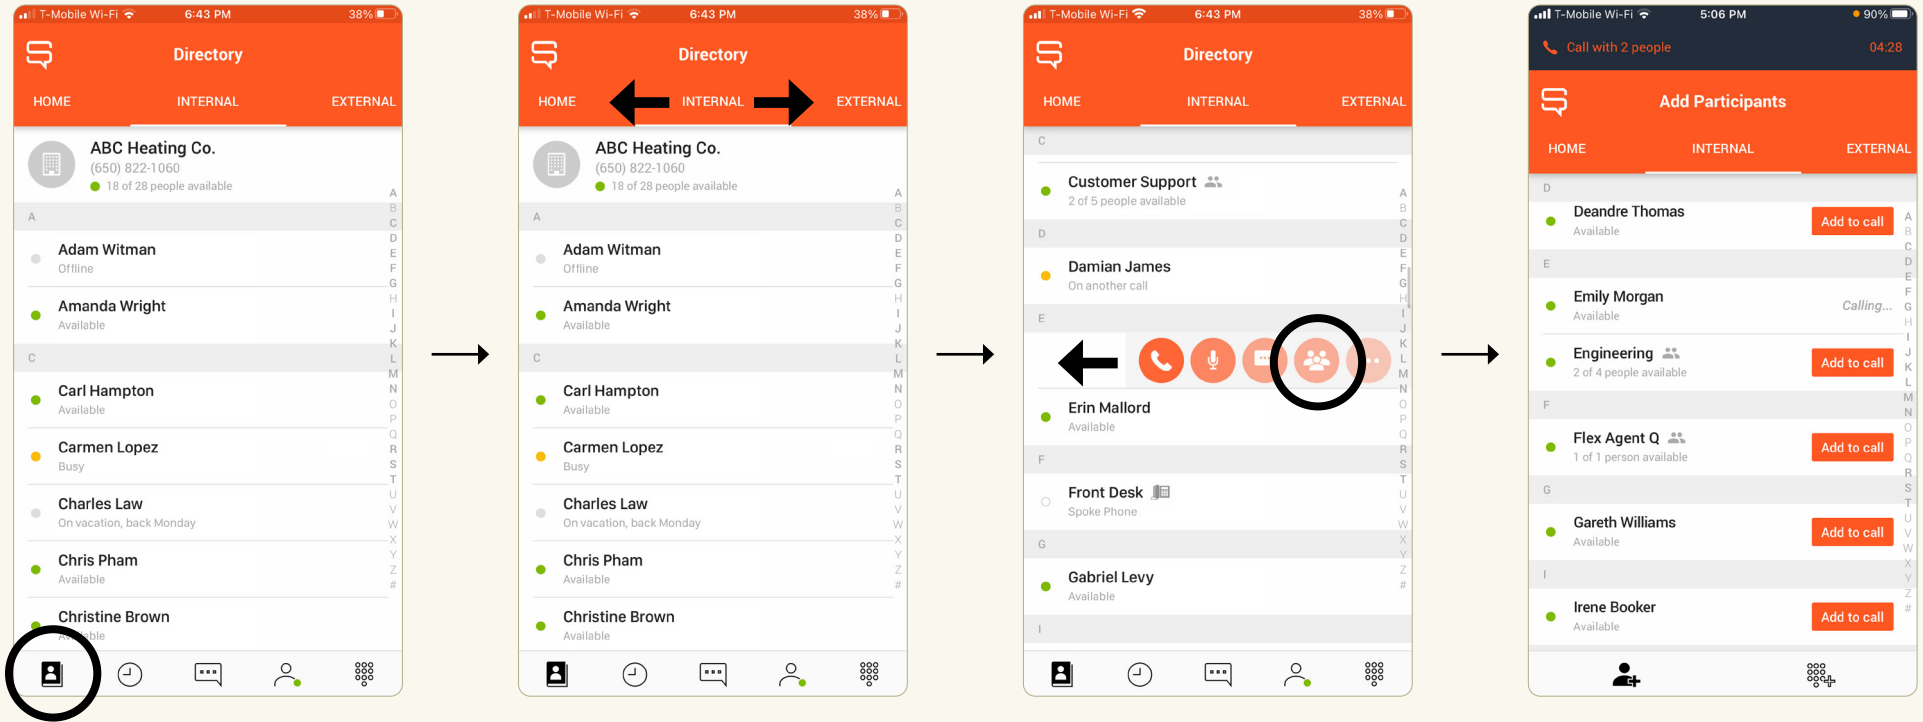 T-Mobile Wi-Fi 6:43 PM 38%
Directory
HOME INTERNAL EXTERNAL
ABC Heating Co.
(650) 822-1060
18 of 28 people available
A
Adam Witman
Offline
Amanda Wright
Available
C
Carl Hampton
Available
Carmen Lopez
Busy
Charles Law
On vacation, back Monday
Chris Pham
Available
Christine Brown
Available
A
B
C
D
E
F
G
H
I
J
K
L
M
N
O
P
Q
R
S
T
U
V
W
X
Y
Z
#
T-Mobile Wi-Fi 6:43 PM 38%
Directory
HOME INTERNAL EXTERNAL
ABC Heating Co.
(650) 822-1060
18 of 28 people available
A
Adam Witman
Offline
Amanda Wright
Available
C
Carl Hampton
Available
Carmen Lopez
Busy
Charles Law
On vacation, back Monday
Chris Pham
Available
Christine Brown
Available
A
B
C
D
E
F
G
H
I
J
K
L
M
N
O
P
Q
R
S
T
U
V
W
X
Y
Z
#
T-Mobile Wi-Fi 6:43 PM 38%
Directory
HOME INTERNAL EXTERNAL
C
Customer Support
2 of 5 people available
D
Damian James
On another call
E
Erin Mallord
Available
F
Front Desk
Spoke Phone
G
Gabriel Levy
Available
I
A
B
C
D
E
F
G
H
I
J
K
L
M
N
O
P
Q
R
S
T
U
V
W
X
Y
Z
#
T-Mobile Wi-Fi 5:06 PM 90%
Call with 2 people 04:28
Add Participants
HOME INTERNAL EXTERNAL
D
Deandre Thomas
Available
Add to call
E
Emily Morgan
Available
Calling...
Engineering
2 of 4 people available
Add to call
F
Flex Agent Q
1 of 1 person available
Add to call
G
Gareth Williams
Available
Add to call
I
Irene Booker
Available
Add to call
A
B
C
D
E
F
G
H
I
J
K
L
M
N
O
P
Q
R
S
T
U
V
W
X
Y
Z
#